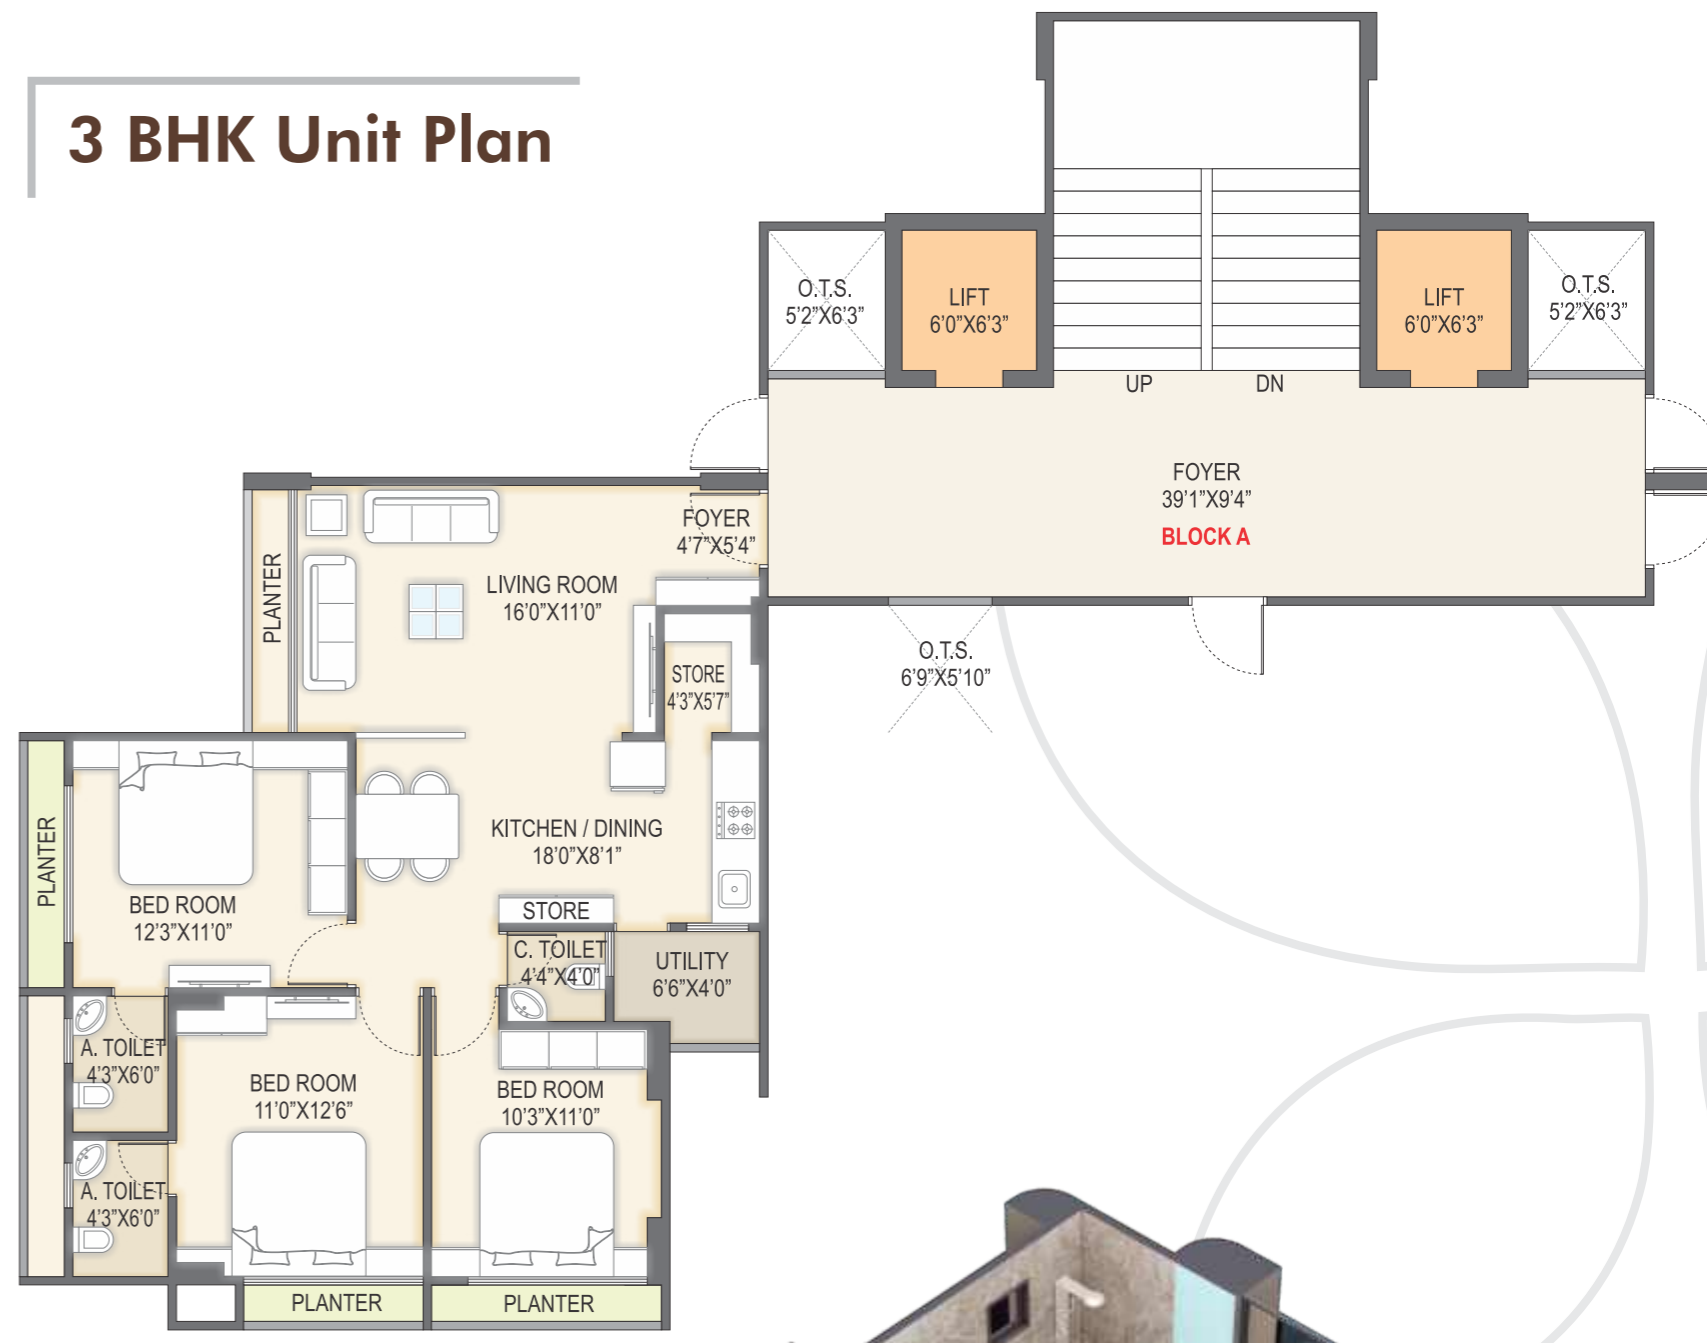 3 BHK Unit Plan
O.T.S.
5'2"X6'3"
LIFT
6'0"X6'3"
LIFT
6'0"X6'3"
O.T.S.
5'2"X6'3"
UP
DN
FOYER
39'1"X9'4"
BLOCK A
FOYER
4'7"X5'4"
PLANTER
LIVING ROOM
16'0"X11'0"
STORE
4'3"X5'7"
O.T.S.
6'9"X5'10"
PLANTER
KITCHEN / DINING
18'0"X8'1"
BED ROOM
12'3"X11'0"
STORE
C. TOILET
4'4"X4'0"
UTILITY
6'6"X4'0"
A. TOILET
4'3"X6'0"
BED ROOM
11'0"X12'6"
BED ROOM
10'3"X11'0"
A. TOILET
4'3"X6'0"
PLANTER
PLANTER